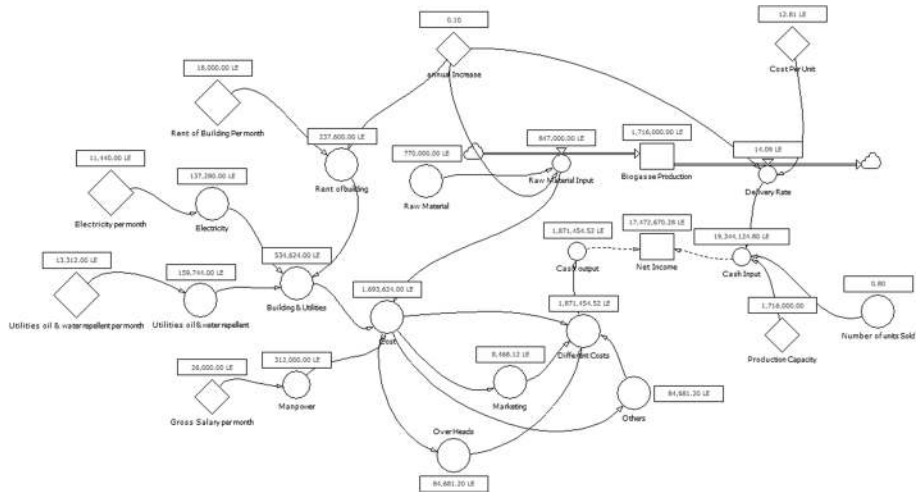 0.10
annual Increase
12.81 LE
Cost Per Unit
18,000.00 LE
Rent of Building Per month
237,600.00 LE
Rent of building
847,000.00 LE
Raw Material Input
1,716,000.00
Biogasse Production
14.09 LE
Delivery Rate
770,000.00 LE
Raw Material
11,440.00 LE
Electricity per month
137,280.00 LE
Electricity
17,472,670.28 LE
Net Income
1,871,454.52 LE
Cash output
19,344,124.80 LE
Cash Input
13,312.00 LE
Utilities oil & water repellent per month
159,744.00 LE
Utilities oil & water repellent
534,624.00 LE
Building & Utilities
1,693,624.00 LE
Cost
1,871,454.52 LE
Different Costs
1,716,000.00
Production Capacity
0.80
Number of units Sold
26,000.00 LE
Gross Salary per month
312,000.00 LE
Manpower
8,468.12 LE
Marketing
84,681.20 LE
Others
Over Heads
84,681.20 LE